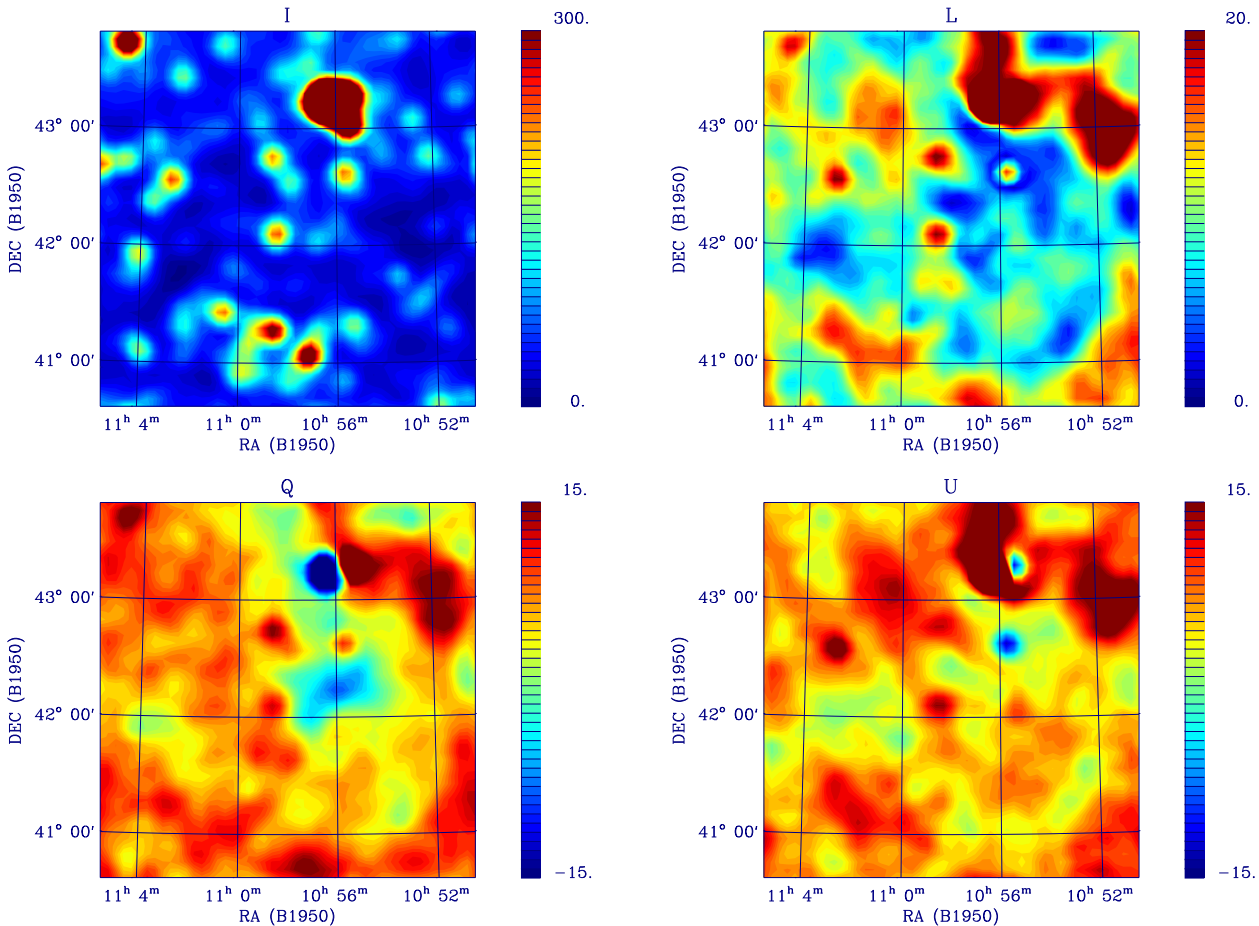 I
300.
43° 00′
42° 00′
41° 00′
DEC (B1950)
0.
11ʰ 4ᵐ 11ʰ 0ᵐ 10ʰ 56ᵐ 10ʰ 52ᵐ
RA (B1950)
L
20.
43° 00′
42° 00′
41° 00′
DEC (B1950)
0.
11ʰ 4ᵐ 11ʰ 0ᵐ 10ʰ 56ᵐ 10ʰ 52ᵐ
RA (B1950)
Q
15.
43° 00′
42° 00′
41° 00′
DEC (B1950)
−15.
11ʰ 4ᵐ 11ʰ 0ᵐ 10ʰ 56ᵐ 10ʰ 52ᵐ
RA (B1950)
U
15.
43° 00′
42° 00′
41° 00′
DEC (B1950)
−15.
11ʰ 4ᵐ 11ʰ 0ᵐ 10ʰ 56ᵐ 10ʰ 52ᵐ
RA (B1950)